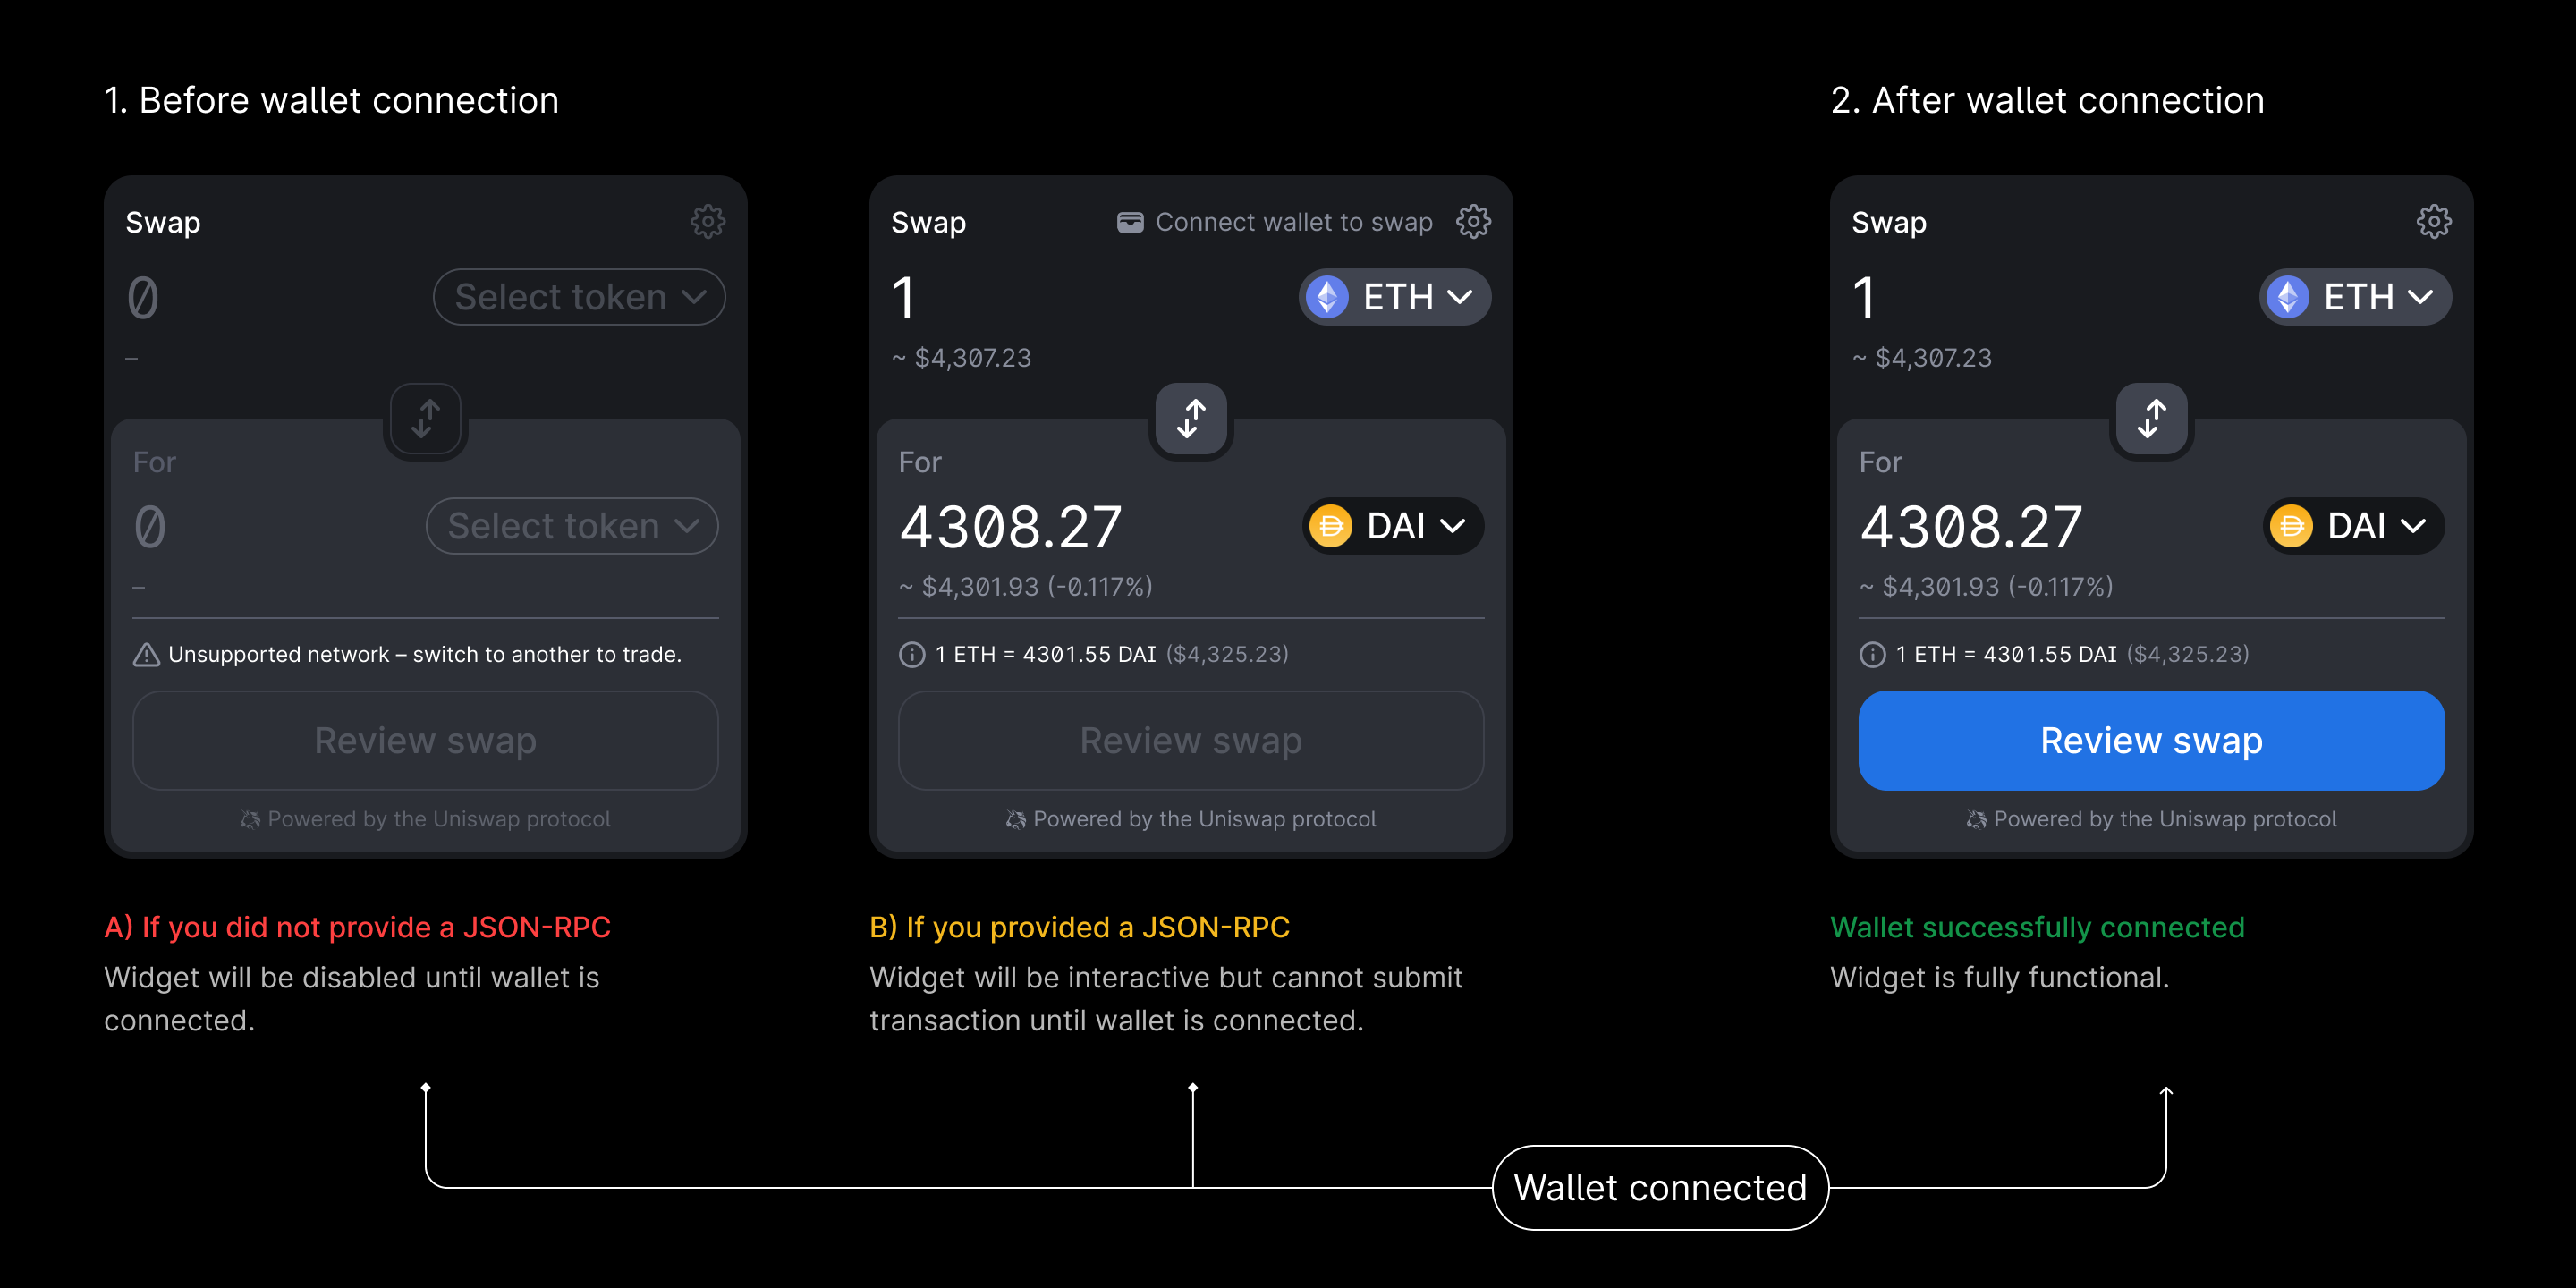 1. Before wallet connection
Swap
0
Select token
–
For
0
Select token
–
Unsupported network – switch to another to trade.
Review swap
Powered by the Uniswap protocol
A) If you did not provide a JSON-RPC
Widget will be disabled until wallet is
connected.
Swap
Connect wallet to swap
1
ETH
~ $4,307.23
For
4308.27
DAI
~ $4,301.93 (-0.117%)
1 ETH = 4301.55 DAI ($4,325.23)
Review swap
Powered by the Uniswap protocol
B) If you provided a JSON-RPC
Widget will be interactive but cannot submit
transaction until wallet is connected.
2. After wallet connection
Swap
1
ETH
~ $4,307.23
For
4308.27
DAI
~ $4,301.93 (-0.117%)
1 ETH = 4301.55 DAI ($4,325.23)
Review swap
Powered by the Uniswap protocol
Wallet successfully connected
Widget is fully functional.
Wallet connected